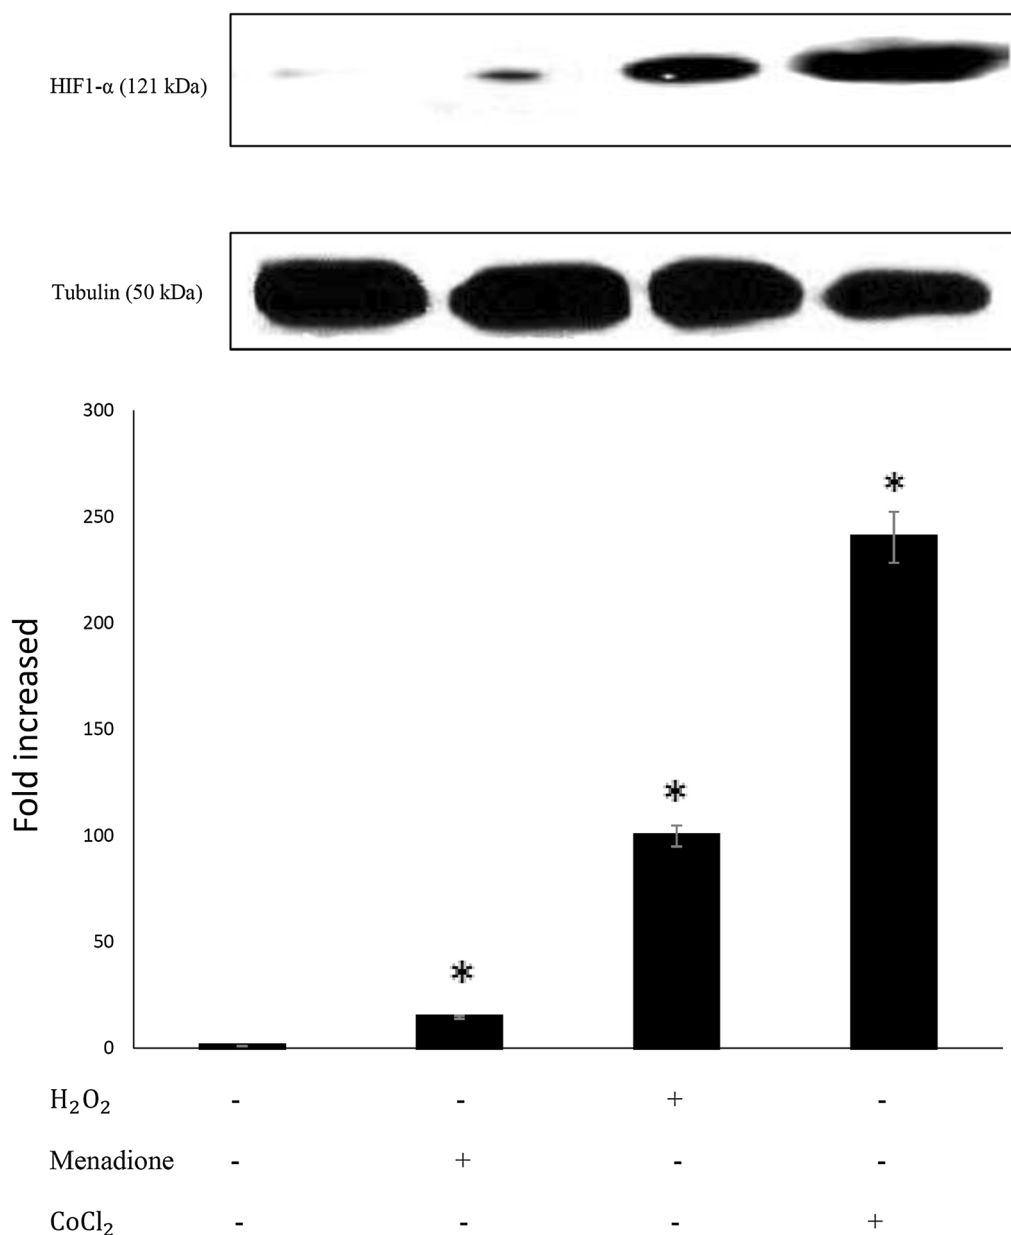 HIF1-α (121 kDa)
Tubulin (50 kDa)
300
250
200
150
100
50
0
Fold increased
*
*
*
H₂O₂ - - + -
Menadione - + - -
CoCl₂ - - - +